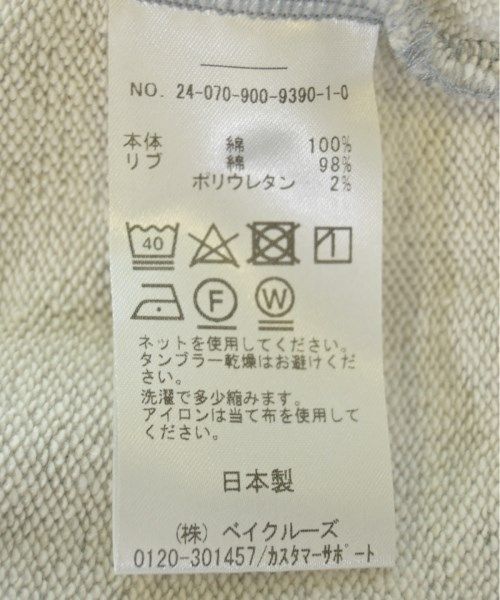 NO. 24-070-900-9390-1-0
本体 綿 100%
リブ 綿 98%
ポリウレタン 2%
40
F W
ネットを使用してください。
タンブラー乾燥はお避けくだ
さい。
洗濯で多少縮みます。
アイロンは当て布を使用して
ください。
日本製
(株) ベイクルーズ
0120-301457/カスタマーサポート